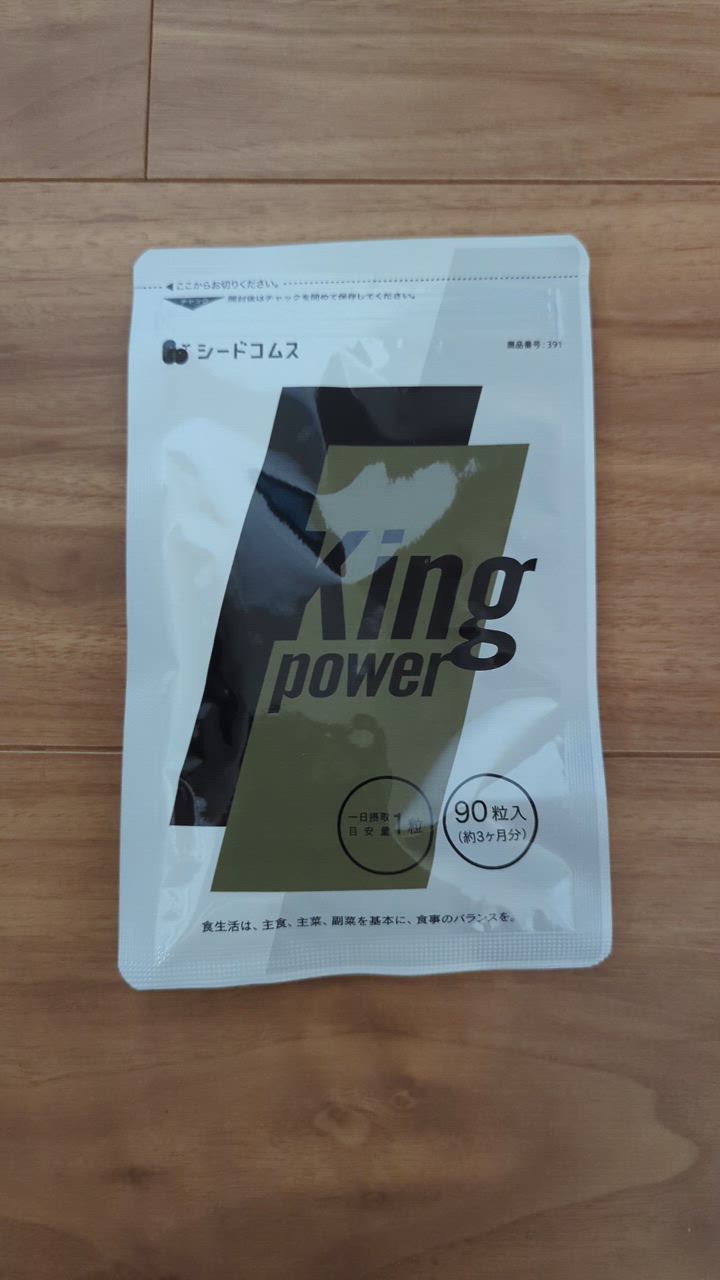 ◀ここからお切りください。
チャック 開封後はチャックを閉めて保存してください。
シードコムス
商品番号:391
King
power
一日摂取
目安量
1粒
90粒入
(約3ヶ月分)
食生活は、主食、主菜、副菜を基本に、食事のバランスを。